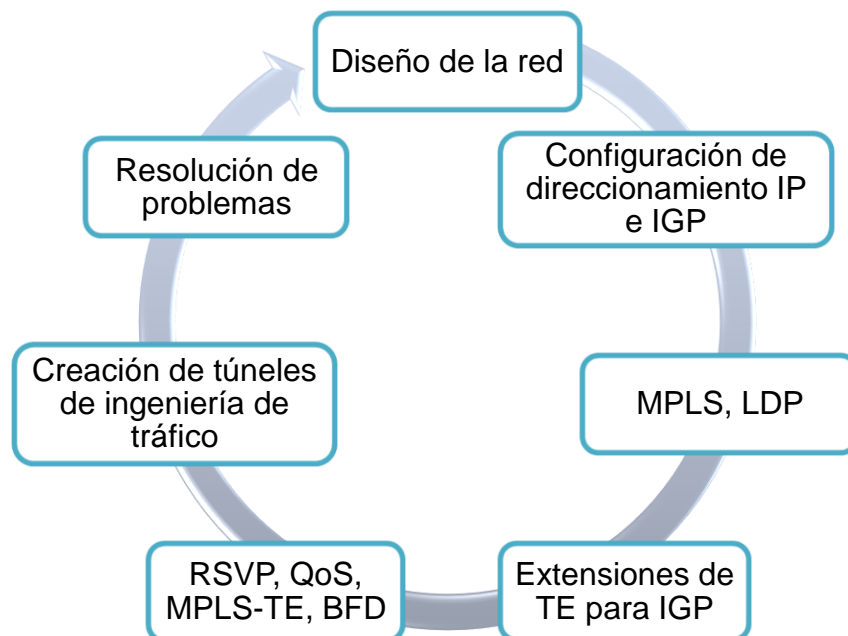 Diseño de la red
Configuración de
direccionamiento IP
e IGP
MPLS, LDP
Extensiones de
TE para IGP
RSVP, QoS,
MPLS-TE, BFD
Creación de túneles
de ingeniería de
tráfico
Resolución de
problemas